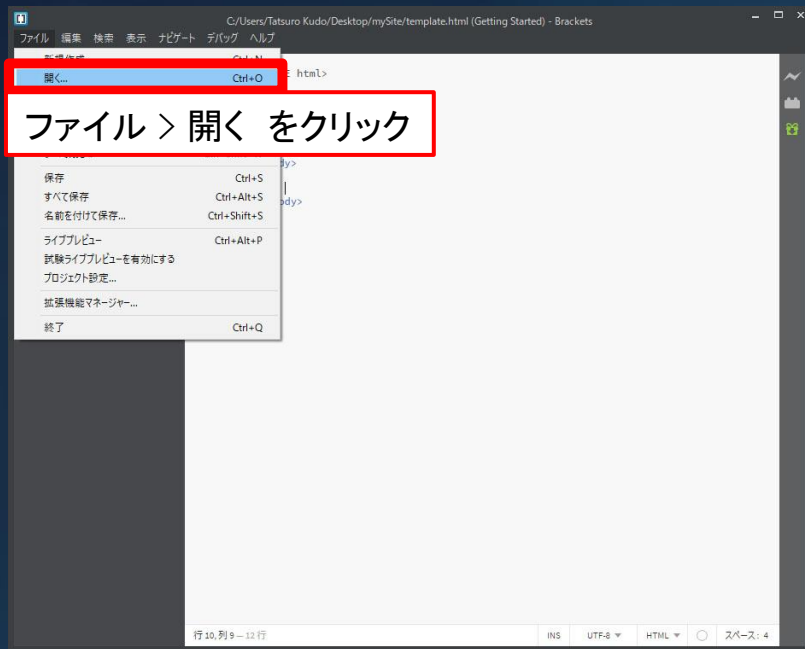 C:/Users/Tatsuro Kudo/Desktop/mySite/template.html (Getting Started) - Brackets
ファイル 編集 検索 表示 ナビゲート デバッグ ヘルプ
開く... Ctrl+O
html>
ファイル > 開く をクリック
dy>
保存 Ctrl+S
すべて保存 Ctrl+Alt+S
ody>
名前を付けて保存... Ctrl+Shift+S
ライブプレビュー Ctrl+Alt+P
試験ライブプレビューを有効にする
プロジェクト設定...
拡張機能マネージャー...
終了 Ctrl+Q
行 10, 列 9 — 12 行 INS UTF-8 HTML スペース: 4